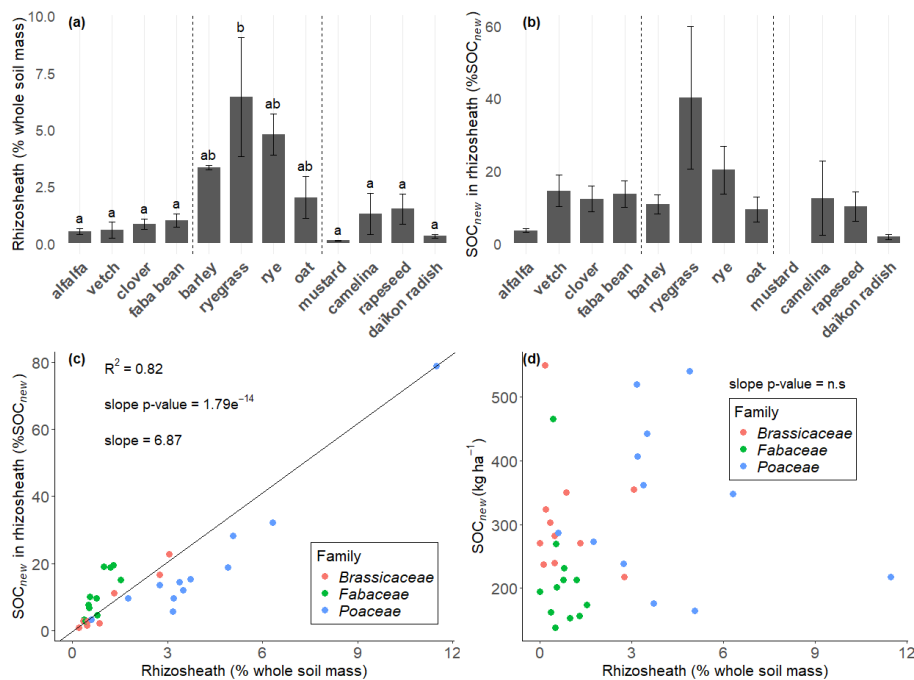 (a)
Rhizosheath (% whole soil mass)
10.0
7.5
5.0
2.5
0.0
a
a
a
a
ab
b
ab
ab
a
a
a
a
alfalfa
vetch
clover
faba bean
barley
ryegrass
rye
oat
mustard
camelina
rapeseed
daikon radish
(b)
SOCnew in rhizosheath (%SOCnew)
60
40
20
0
alfalfa
vetch
clover
faba bean
barley
ryegrass
rye
oat
mustard
camelina
rapeseed
daikon radish
(c)
R² = 0.82
slope p-value = 1.79e⁻¹⁴
slope = 6.87
SOCnew in rhizosheath (%SOCnew)
80
60
40
20
0
Family
Brassicaceae
Fabaceae
Poaceae
0
3
6
9
12
Rhizosheath (% whole soil mass)
(d)
slope p-value = n.s
Family
Brassicaceae
Fabaceae
Poaceae
SOCnew (kg ha⁻¹)
500
400
300
200
0
3
6
9
12
Rhizosheath (% whole soil mass)